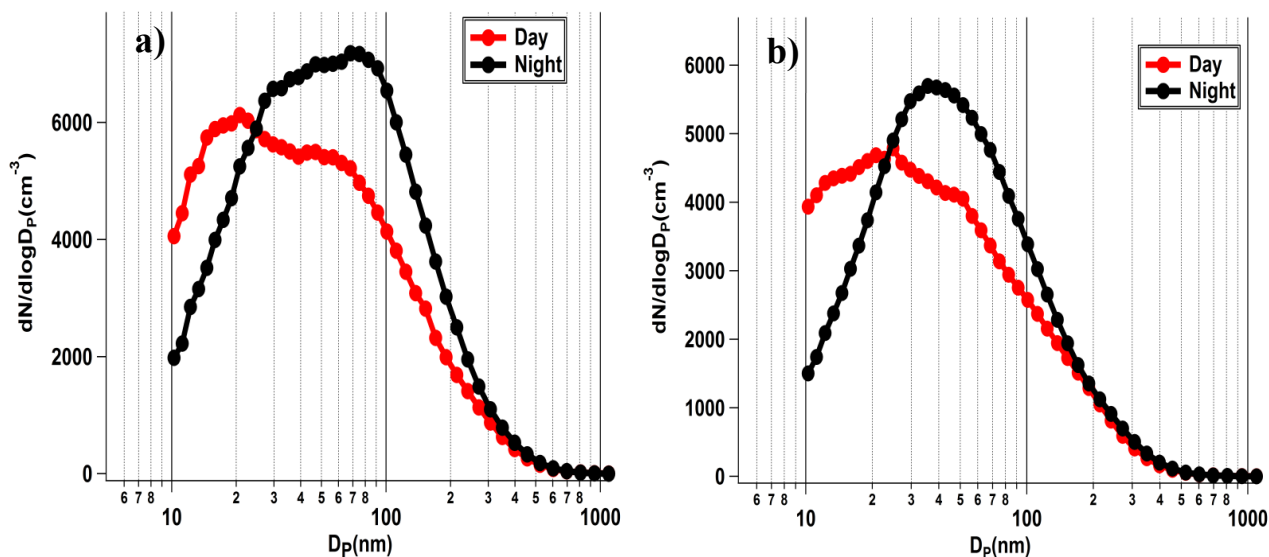 a)
Day
Night
dN/dlogDP(cm-3)
6000
4000
2000
0
6 7 8 2 3 4 5 6 7 8 2 3 4 5 6 7 8
10 100 1000
DP(nm)
b)
Day
Night
dN/dlogDP(cm-3)
6000
5000
4000
3000
2000
1000
0
6 7 8 2 3 4 5 6 7 8 2 3 4 5 6 7 8
10 100 1000
DP(nm)